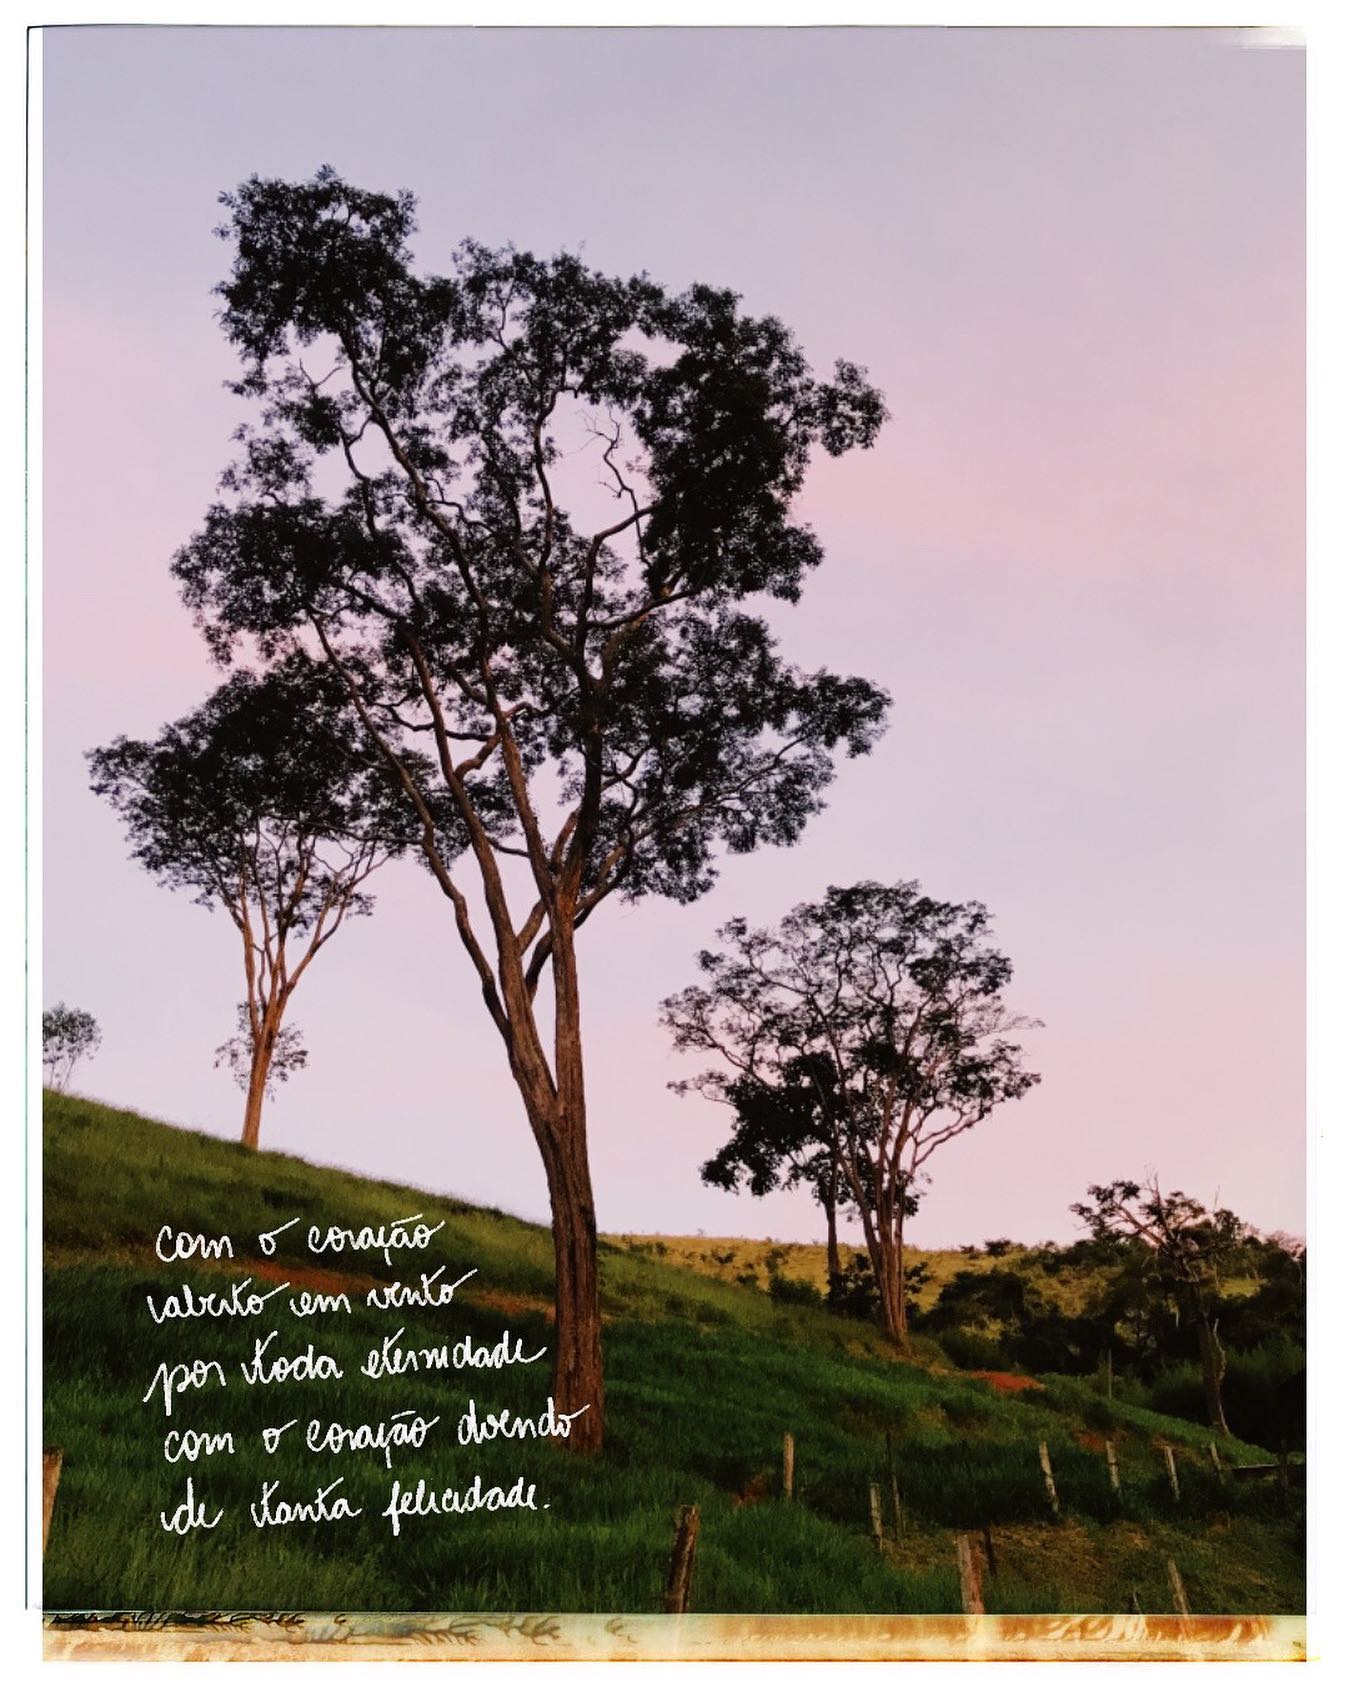 com o coração
aberto em vento
por toda eternidade
com o coração doendo
de tanta felicidade.